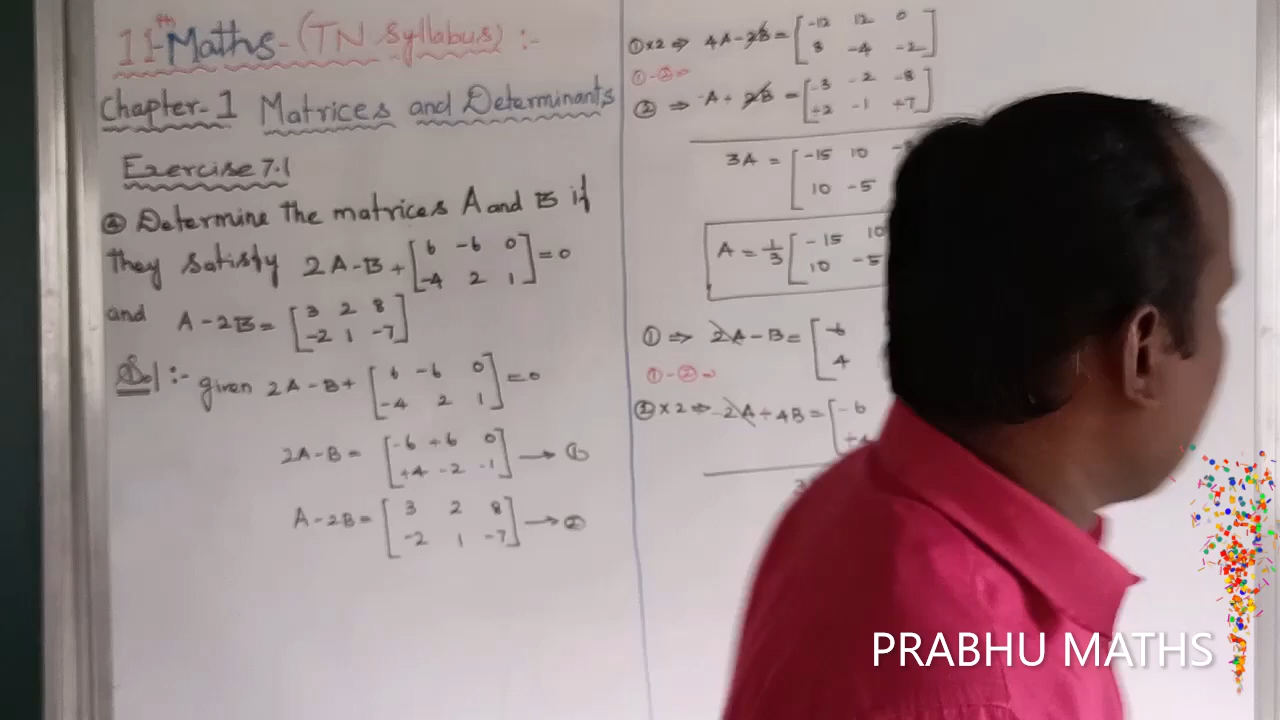 11th Maths - (TN Syllabus) :-
Chapter-1 Matrices and Determinants
Exercise 7.1
④ Determine the matrices A and B if
they satisfy 2A-B+[6 -6 0
-4 2 1]=0
and A-2B=[3 2 8
-2 1 -7]
Sol :- given 2A-B+[6 -6 0
-4 2 1]=0
2A-B=[-6 +6 0
+4 -2 -1] → ①
A-2B=[3 2 8
-2 1 -7] → ②
①×2 ⇒ 4A-2B=[-12 12 0
8 -4 -2]
①-②⇒
② ⇒ -A+2B=[-3 -2 -8
+2 -1 +7]
3A=[-15 10
10 -5
A=1/3[-15 10
10 -5
① ⇒ 2A-B=[-6
4
①-②⇒
②×2⇒ -2A+4B=[-6
+4
3
PRABHU MATHS